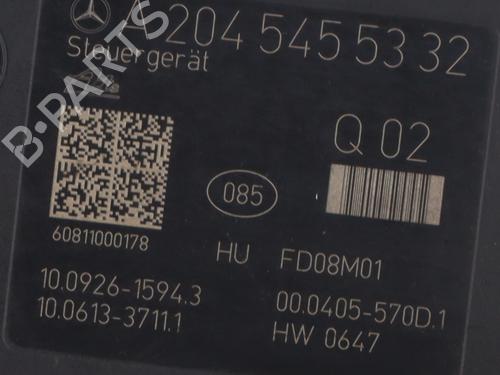 A 204 545 53 32
Steuergerät
B-PARTS
Q 02
085
60811000178
HU FD08M01
10.0926-1594.3
10.0613-3711.1
00.0405-570D.1
HW 0647